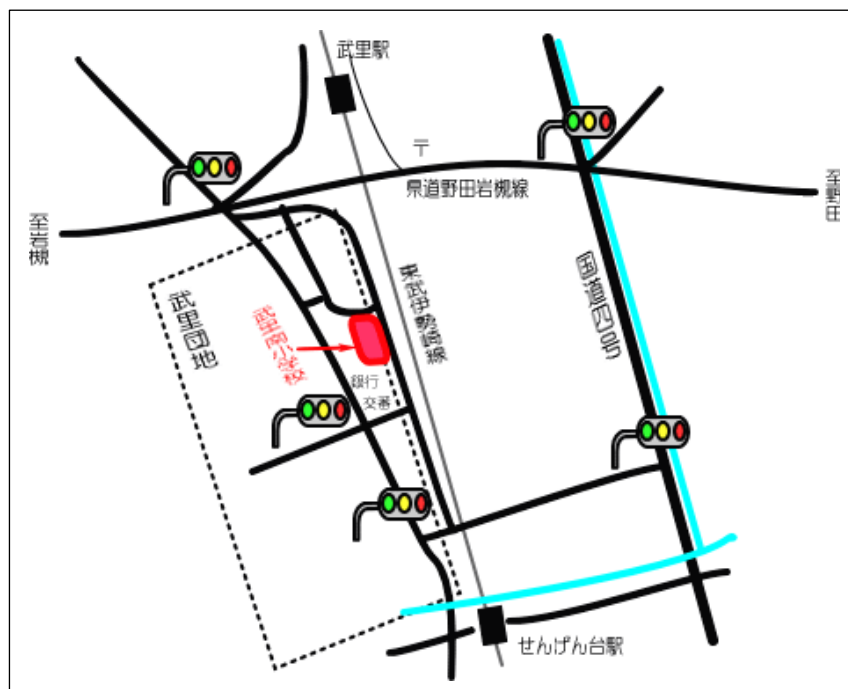 武里駅
〒
県道野田岩槻線
至野田
至岩槻
東武伊勢崎線
国道四号
武里団地
武里南小学校
銀行
交番
せんげん台駅